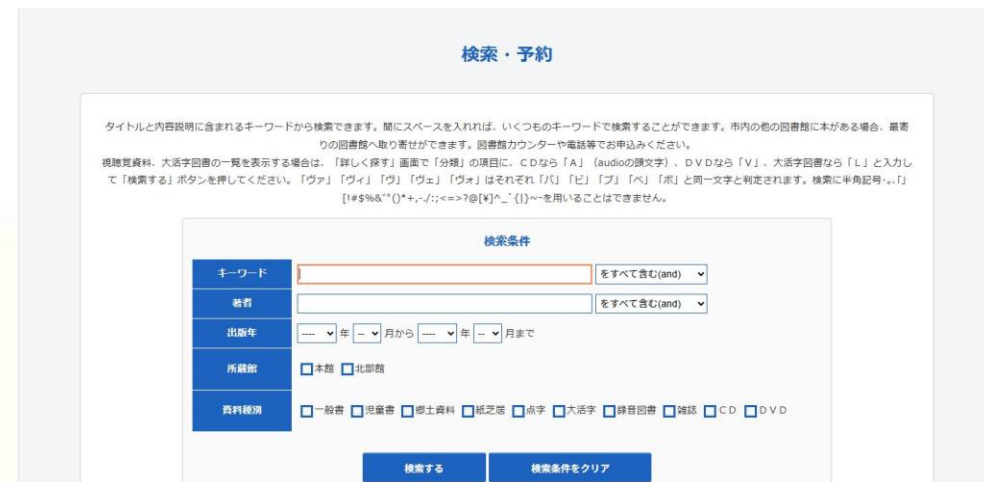 検索・予約
タイトルと内容説明に含まれるキーワードから検索できます。間にスペースを入れれば、いくつものキーワードで検索することができます。市内の他の図書館に本がある場合、最寄
りの図書館へ取り寄せができます。図書館カウンターや電話等でお申込みください。
視聴覚資料、大活字図書の一覧を表示する場合は、「詳しく探す」画面で「分類」の項目に、ＣＤなら「Ａ」（audioの頭文字）、ＤＶＤなら「Ｖ」、大活字図書なら「Ｌ」と入力し
て「検索する」ボタンを押してください。「ヴァ」「ヴィ」「ヴ」「ヴェ」「ヴォ」はそれぞれ「バ」「ビ」「ブ」「ベ」「ボ」と同一文字と判定されます。検索に半角記号･｡､｢｣
[!#$%&'"()*+,-./:;<=>?@[¥]^_`{|}~ｰを用いることはできません。
検索条件
キーワード をすべて含む(and)
著者 をすべて含む(and)
出版年 ---- 年 -- 月から ---- 年 -- 月まで
所蔵館 本館 北部館
資料種別 一般書 児童書 郷土資料 紙芝居 点字 大活字 録音図書 雑誌 ＣＤ ＤＶＤ
検索する 検索条件をクリア